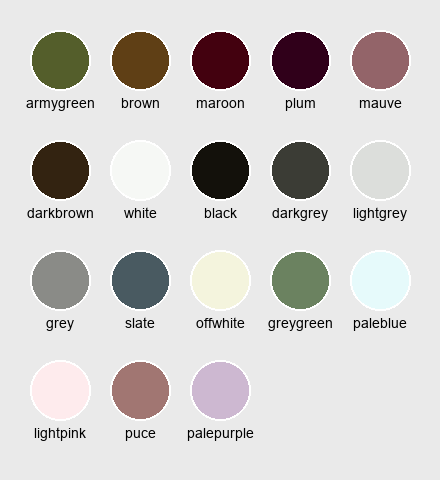 armygreen brown maroon plum mauve
darkbrown white black darkgrey lightgrey
grey slate offwhite greygreen paleblue
lightpink puce palepurple